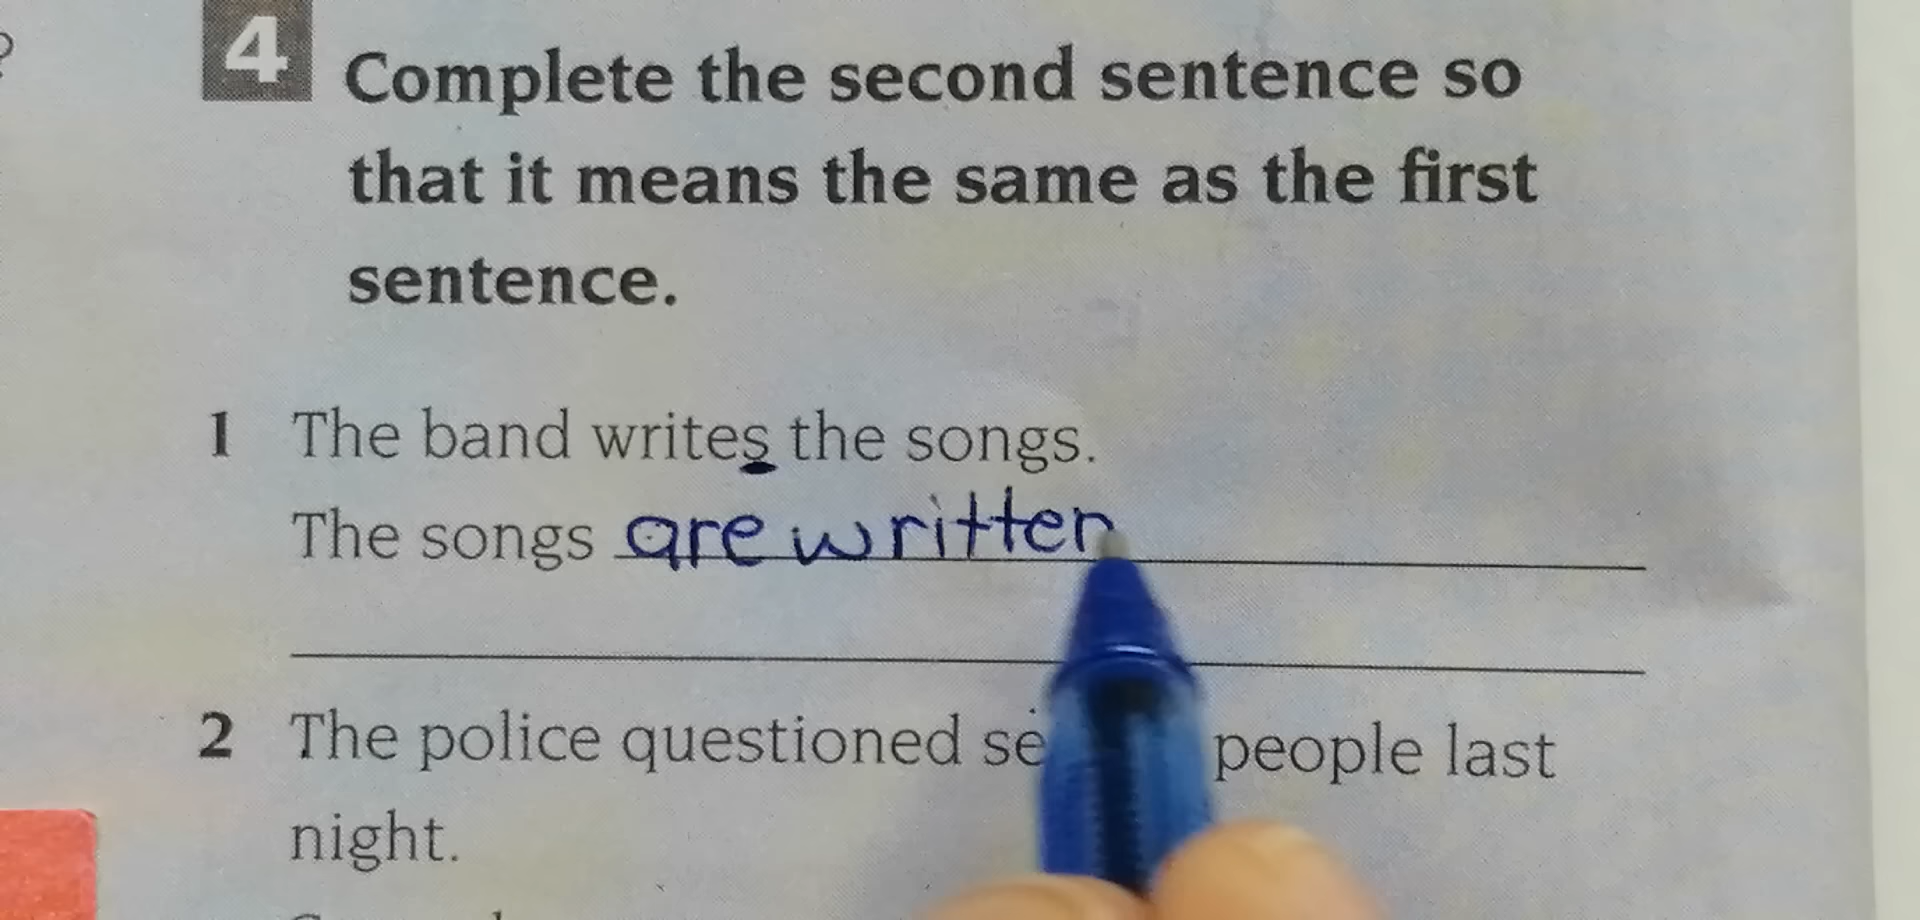 4 Complete the second sentence so
that it means the same as the first
sentence.
1 The band writes the songs.
The songs are written
2 The police questioned people last
night.